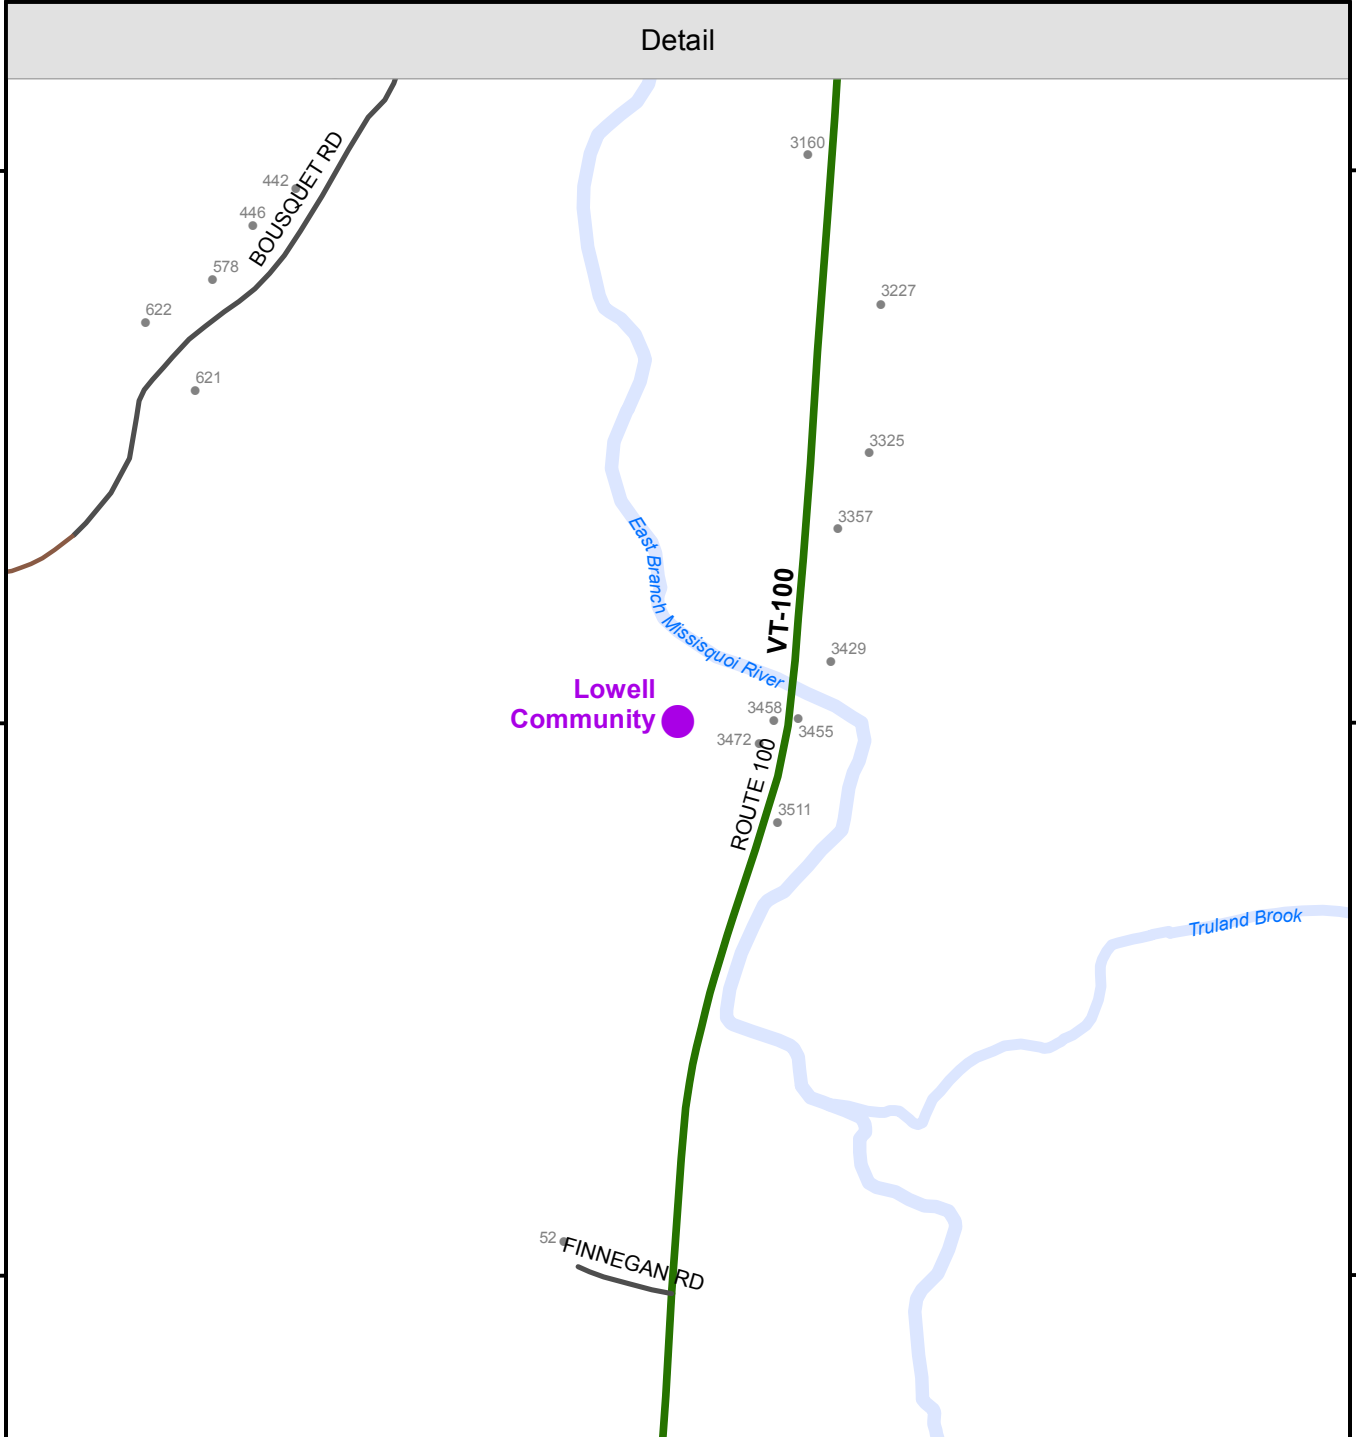 Detail
3160
BOUSQUET RD
442
446
578
3227
622
621
3325
3357
East Branch Missisquoi River
VT-100
3429
Lowell
Community
3458
3455
3472
ROUTE 100
3511
Truland Brook
52
FINNEGAN RD